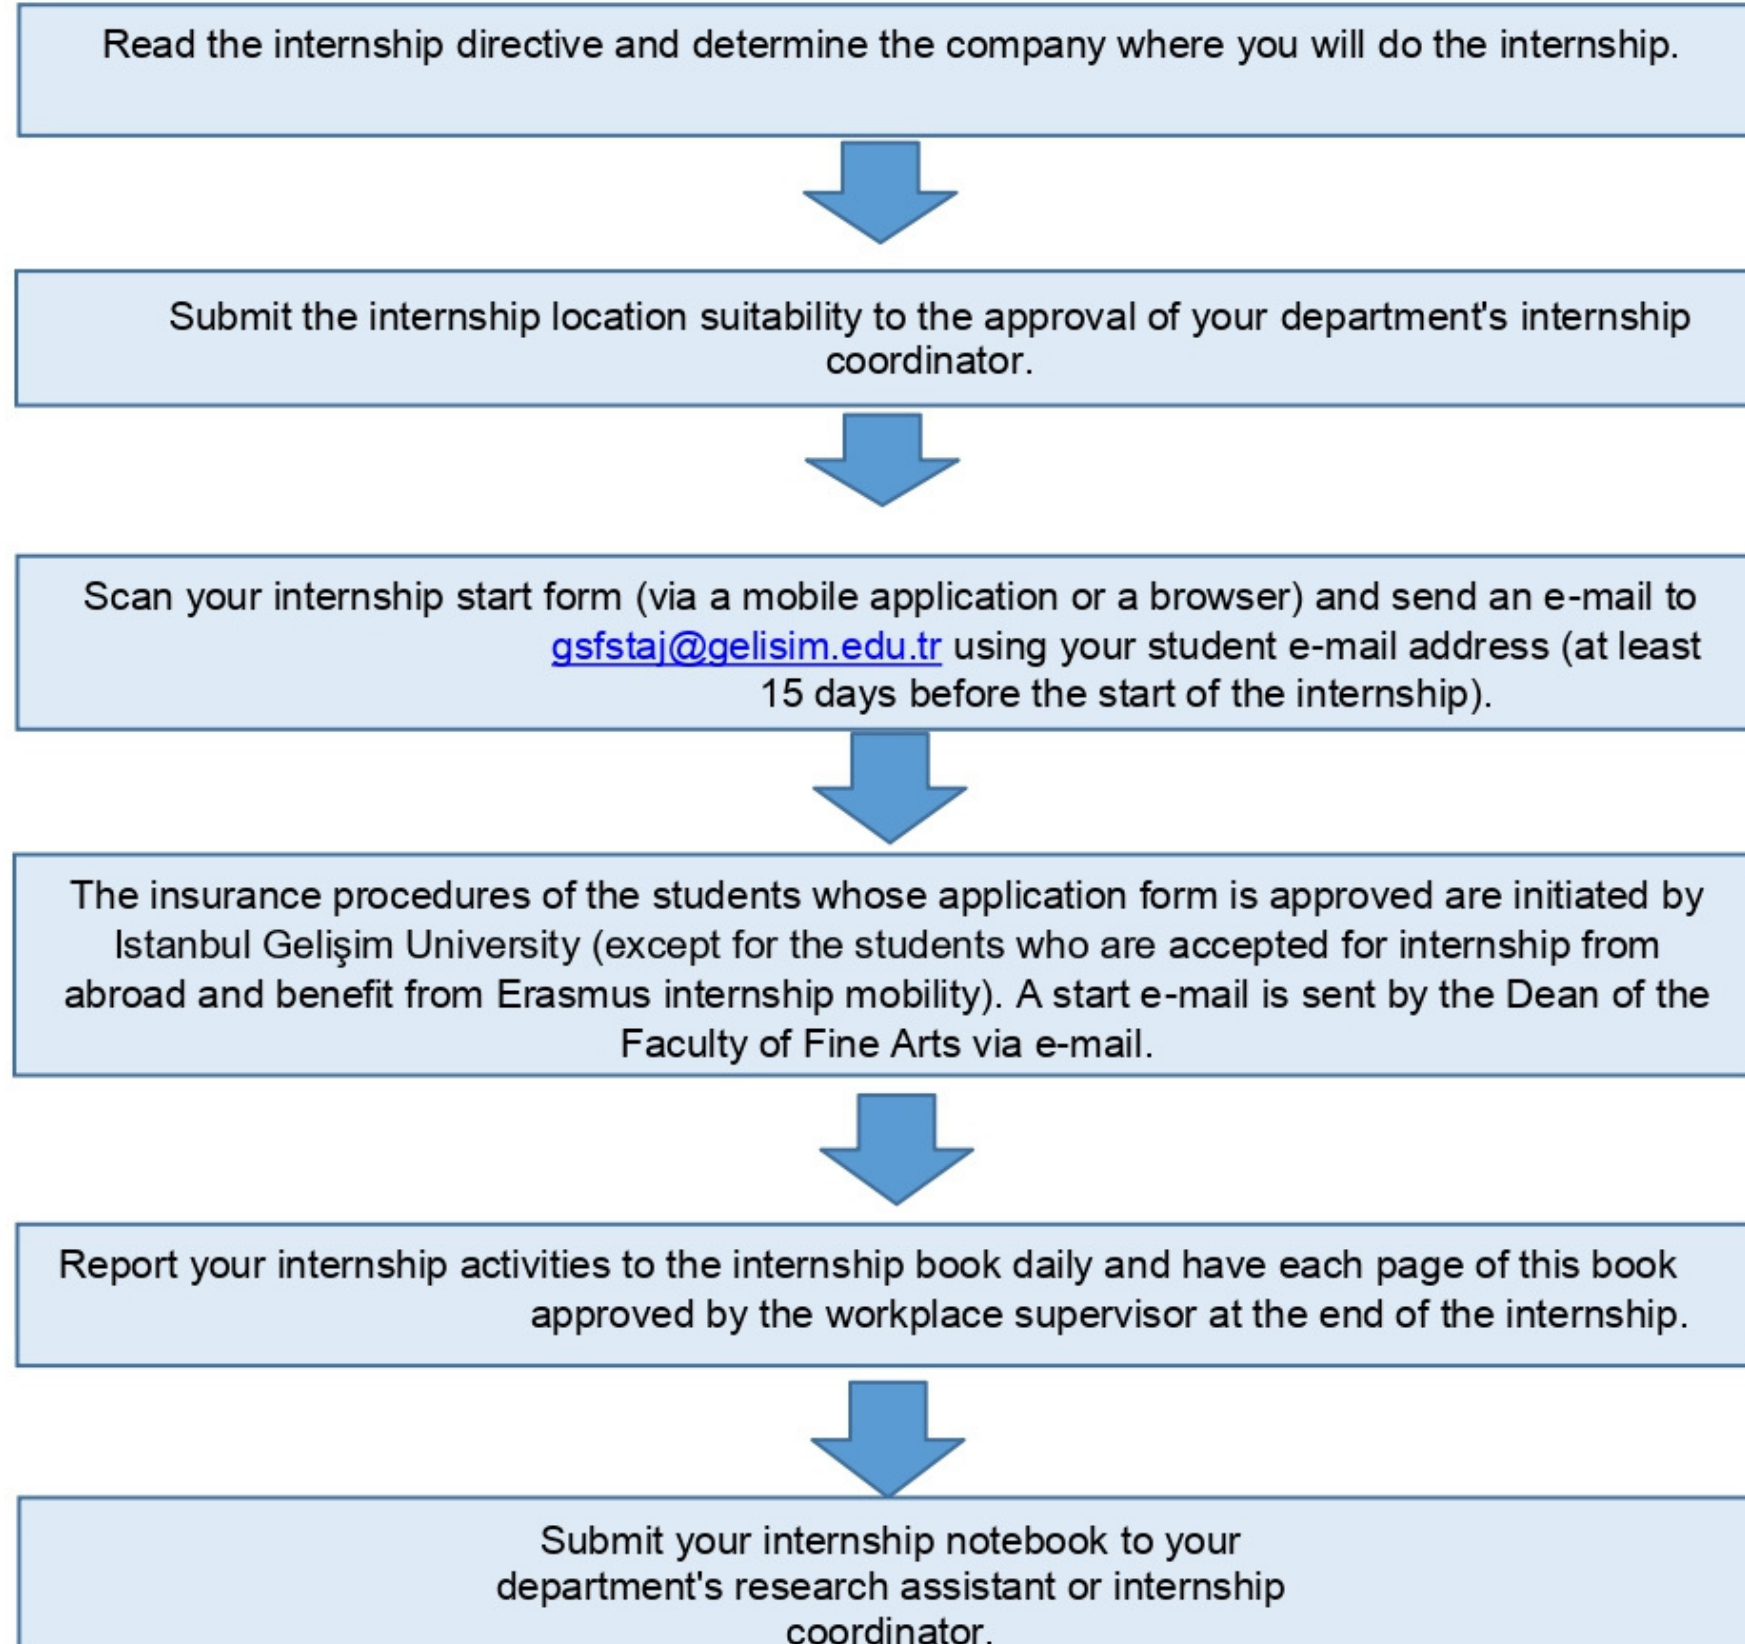 Read the internship directive and determine the company where you will do the internship.
Submit the internship location suitability to the approval of your department's internship
coordinator.
Scan your internship start form (via a mobile application or a browser) and send an e-mail to
gsfstaj@gelisim.edu.tr using your student e-mail address (at least
15 days before the start of the internship).
The insurance procedures of the students whose application form is approved are initiated by
Istanbul Gelişim University (except for the students who are accepted for internship from
abroad and benefit from Erasmus internship mobility). A start e-mail is sent by the Dean of the
Faculty of Fine Arts via e-mail.
Report your internship activities to the internship book daily and have each page of this book
approved by the workplace supervisor at the end of the internship.
Submit your internship notebook to your
department's research assistant or internship
coordinator.